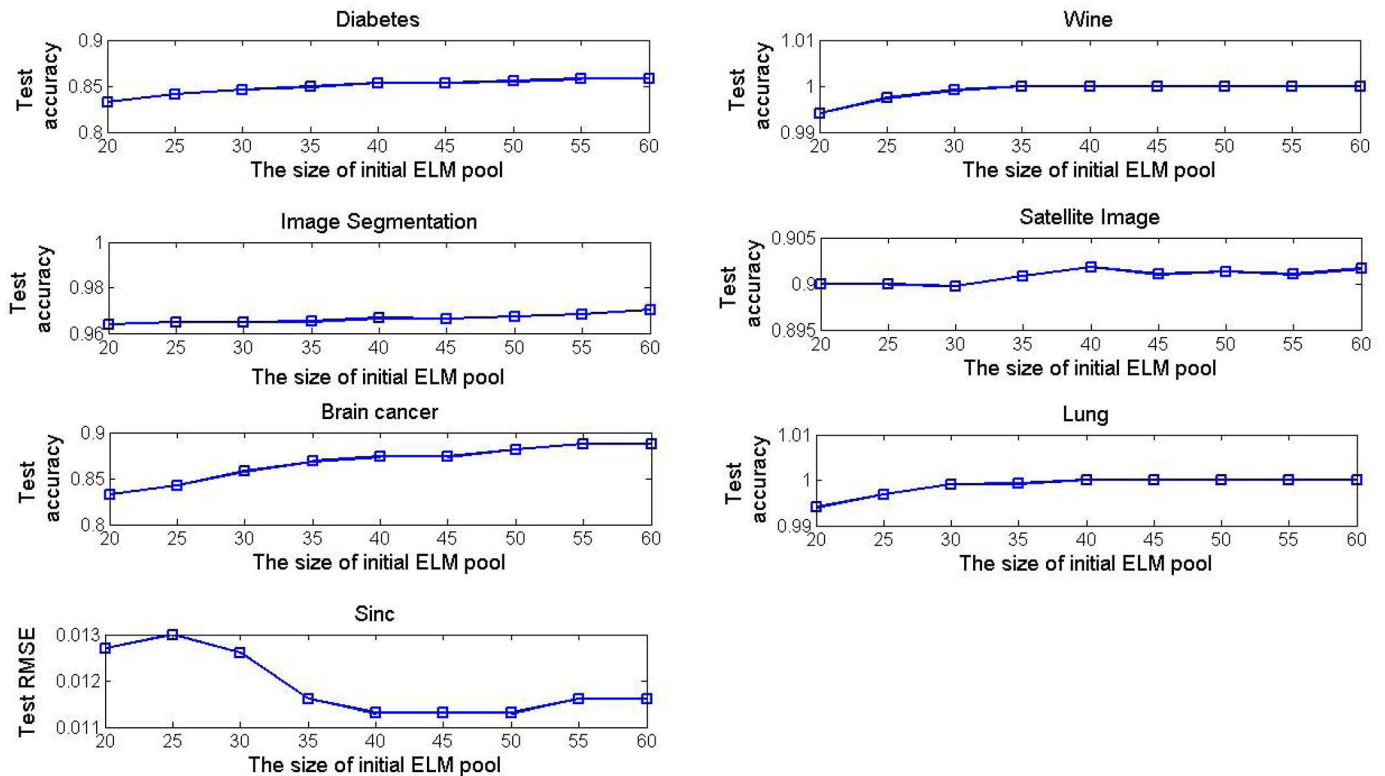 Diabetes
Test accuracy
0.9
0.85
0.8
20 25 30 35 40 45 50 55 60
The size of initial ELM pool
Wine
Test accuracy
1.01
1
0.99
20 25 30 35 40 45 50 55 60
The size of initial ELM pool
Image Segmentation
Test accuracy
1
0.98
0.96
20 25 30 35 40 45 50 55 60
The size of initial ELM pool
Satellite Image
Test accuracy
0.905
0.9
0.895
20 25 30 35 40 45 50 55 60
The size of initial ELM pool
Brain cancer
Test accuracy
0.9
0.85
0.8
20 25 30 35 40 45 50 55 60
The size of initial ELM pool
Lung
Test accuracy
1.01
1
0.99
20 25 30 35 40 45 50 55 60
The size of initial ELM pool
Sinc
Test RMSE
0.013
0.012
0.011
20 25 30 35 40 45 50 55 60
The size of initial ELM pool